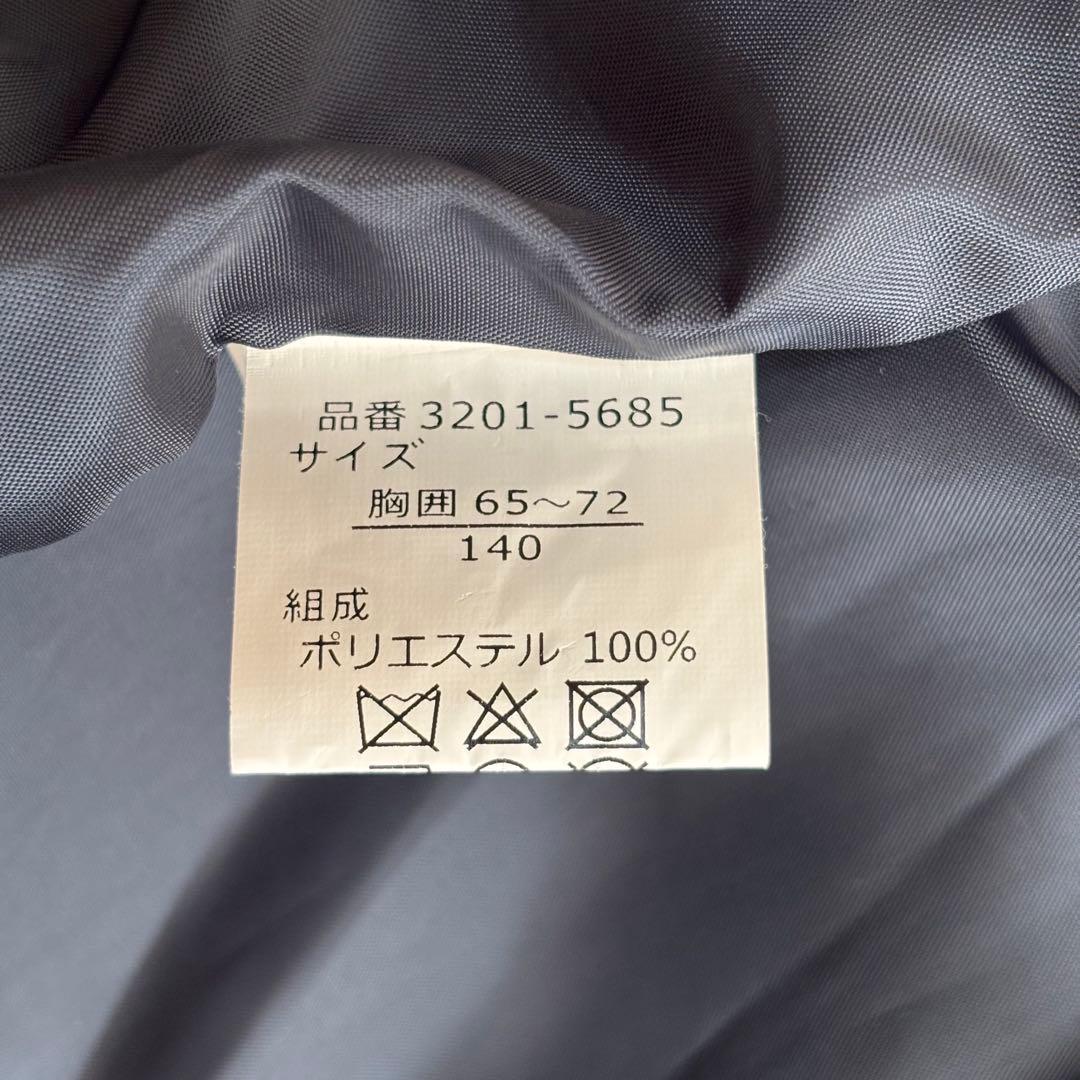 品番 3201-5685
サイズ
胸囲 65～72
140
組成
ポリエステル 100%